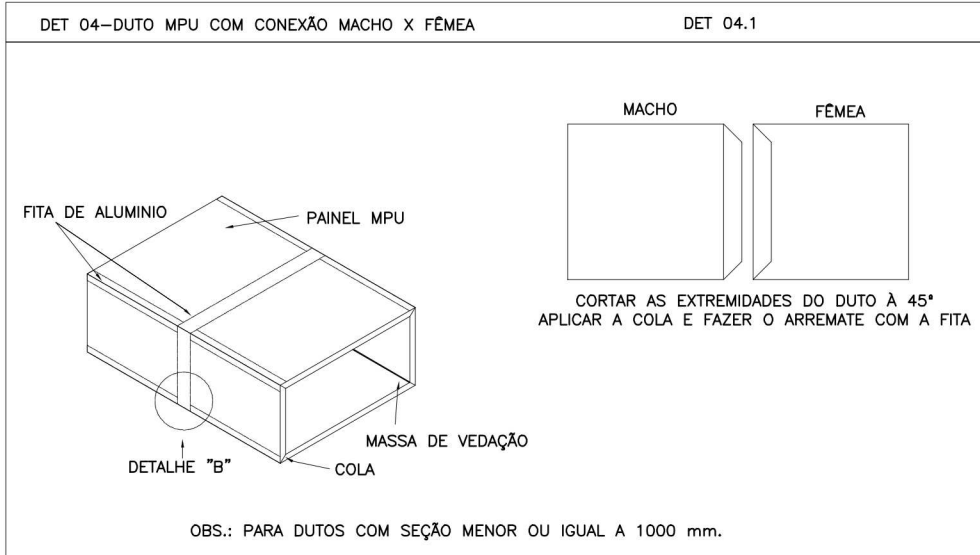 DET 04-DUTO MPU COM CONEXÃO MACHO X FÊMEA
DET 04.1
MACHO
FÊMEA
FITA DE ALUMINIO
PAINEL MPU
CORTAR AS EXTREMIDADES DO DUTO À 45°
APLICAR A COLA E FAZER O ARREMATE COM A FITA
MASSA DE VEDAÇÃO
DETALHE "B"
COLA
OBS.: PARA DUTOS COM SEÇÃO MENOR OU IGUAL A 1000 mm.